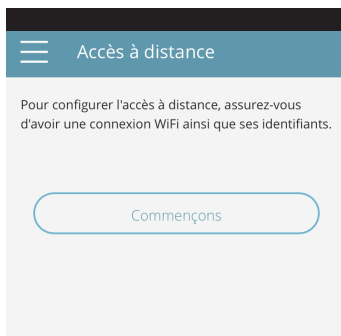 Accès à distance
Pour configurer l'accès à distance, assurez-vous
d'avoir une connexion WiFi ainsi que ses identifiants.
Commençons